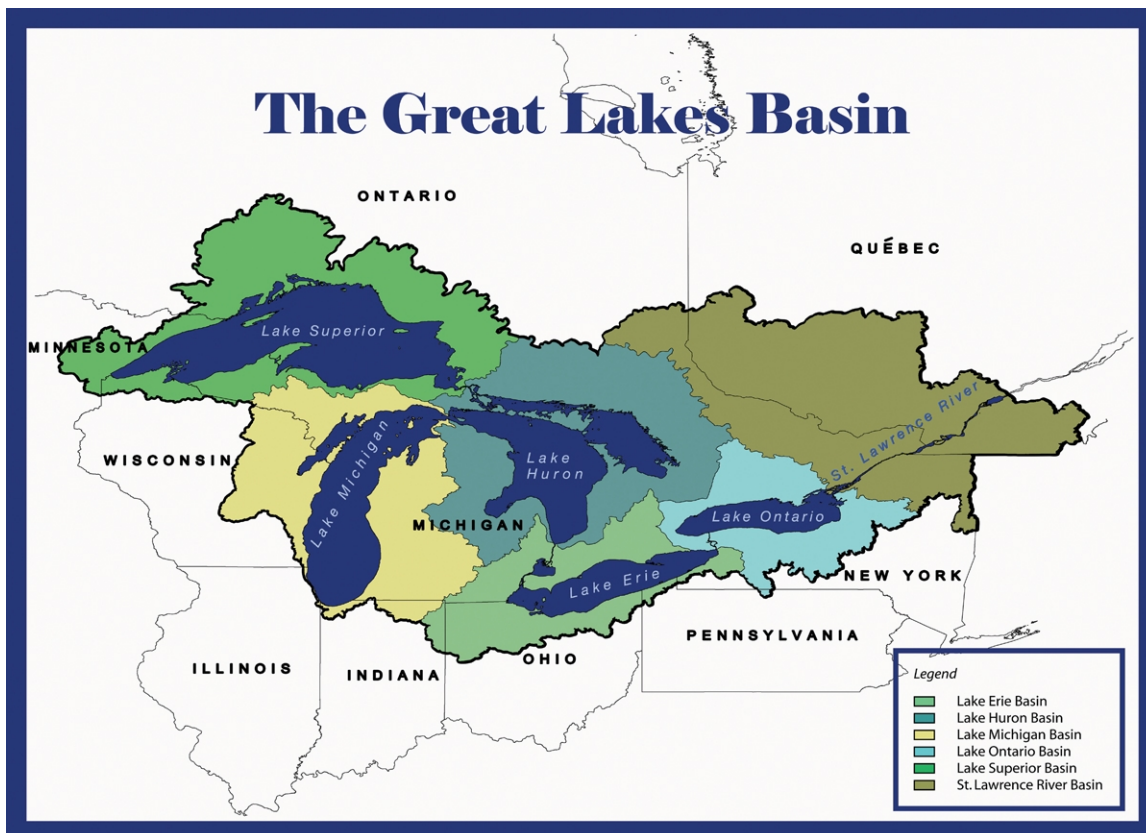 The Great Lakes Basin
ONTARIO
QUÉBEC
Lake Superior
MINNESOTA
St. Lawrence River
WISCONSIN
Lake Michigan
Lake
Huron
MICHIGAN
Lake Ontario
Lake Erie
NEW YORK
PENNSYLVANIA
OHIO
ILLINOIS
INDIANA
Legend
Lake Erie Basin
Lake Huron Basin
Lake Michigan Basin
Lake Ontario Basin
Lake Superior Basin
St. Lawrence River Basin